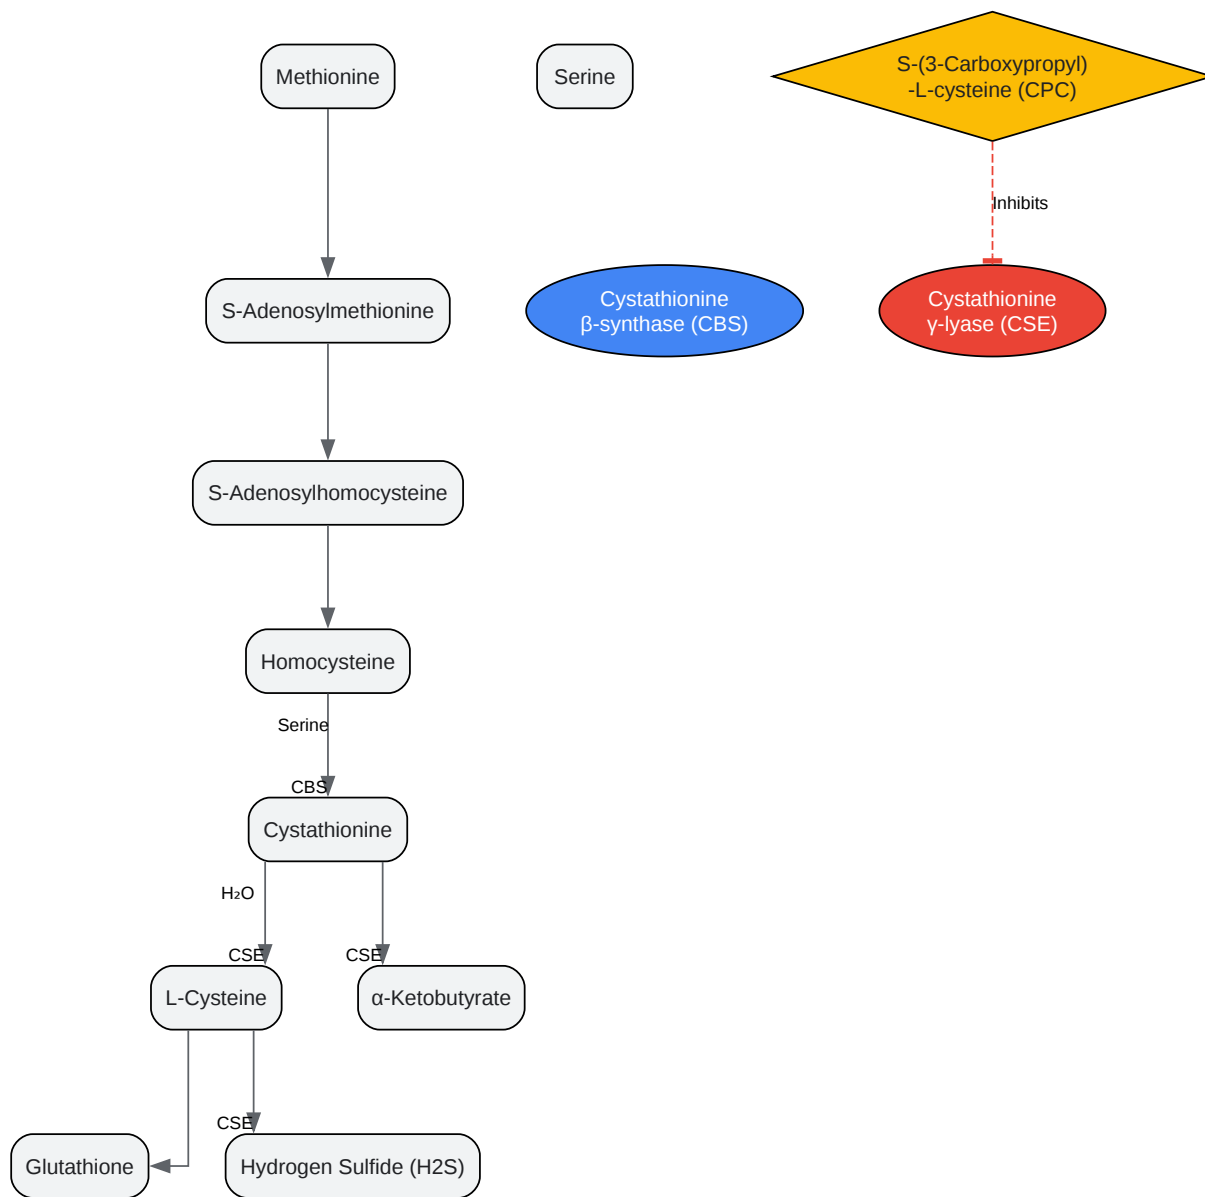 Methionine
Serine
S-(3-Carboxypropyl)
-L-cysteine (CPC)
Inhibits
S-Adenosylmethionine
Cystathionine
β-synthase (CBS)
Cystathionine
γ-lyase (CSE)
S-Adenosylhomocysteine
Homocysteine
Serine
CBS
Cystathionine
H₂O
CSE
CSE
L-Cysteine
α-Ketobutyrate
CSE
Glutathione
Hydrogen Sulfide (H2S)